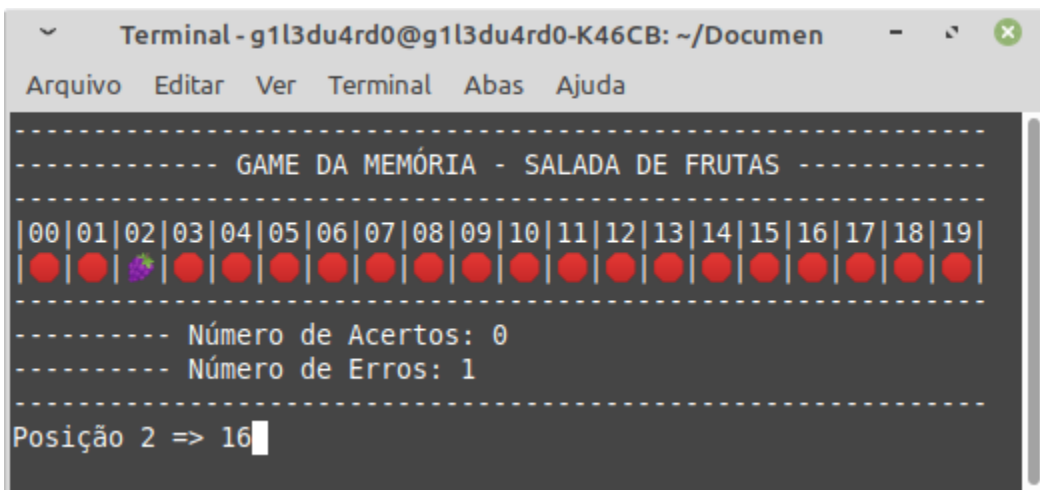 Terminal - g1l3du4rd0@g1l3du4rd0-K46CB: ~/Documen
Arquivo Editar Ver Terminal Abas Ajuda
-------------------------------------------------------------
------------- GAME DA MEMÓRIA - SALADA DE FRUTAS ------------
-------------------------------------------------------------
|00|01|02|03|04|05|06|07|08|09|10|11|12|13|14|15|16|17|18|19|
-------------------------------------------------------------
---------- Número de Acertos: 0
---------- Número de Erros: 1
-------------------------------------------------------------
Posição 2 => 16